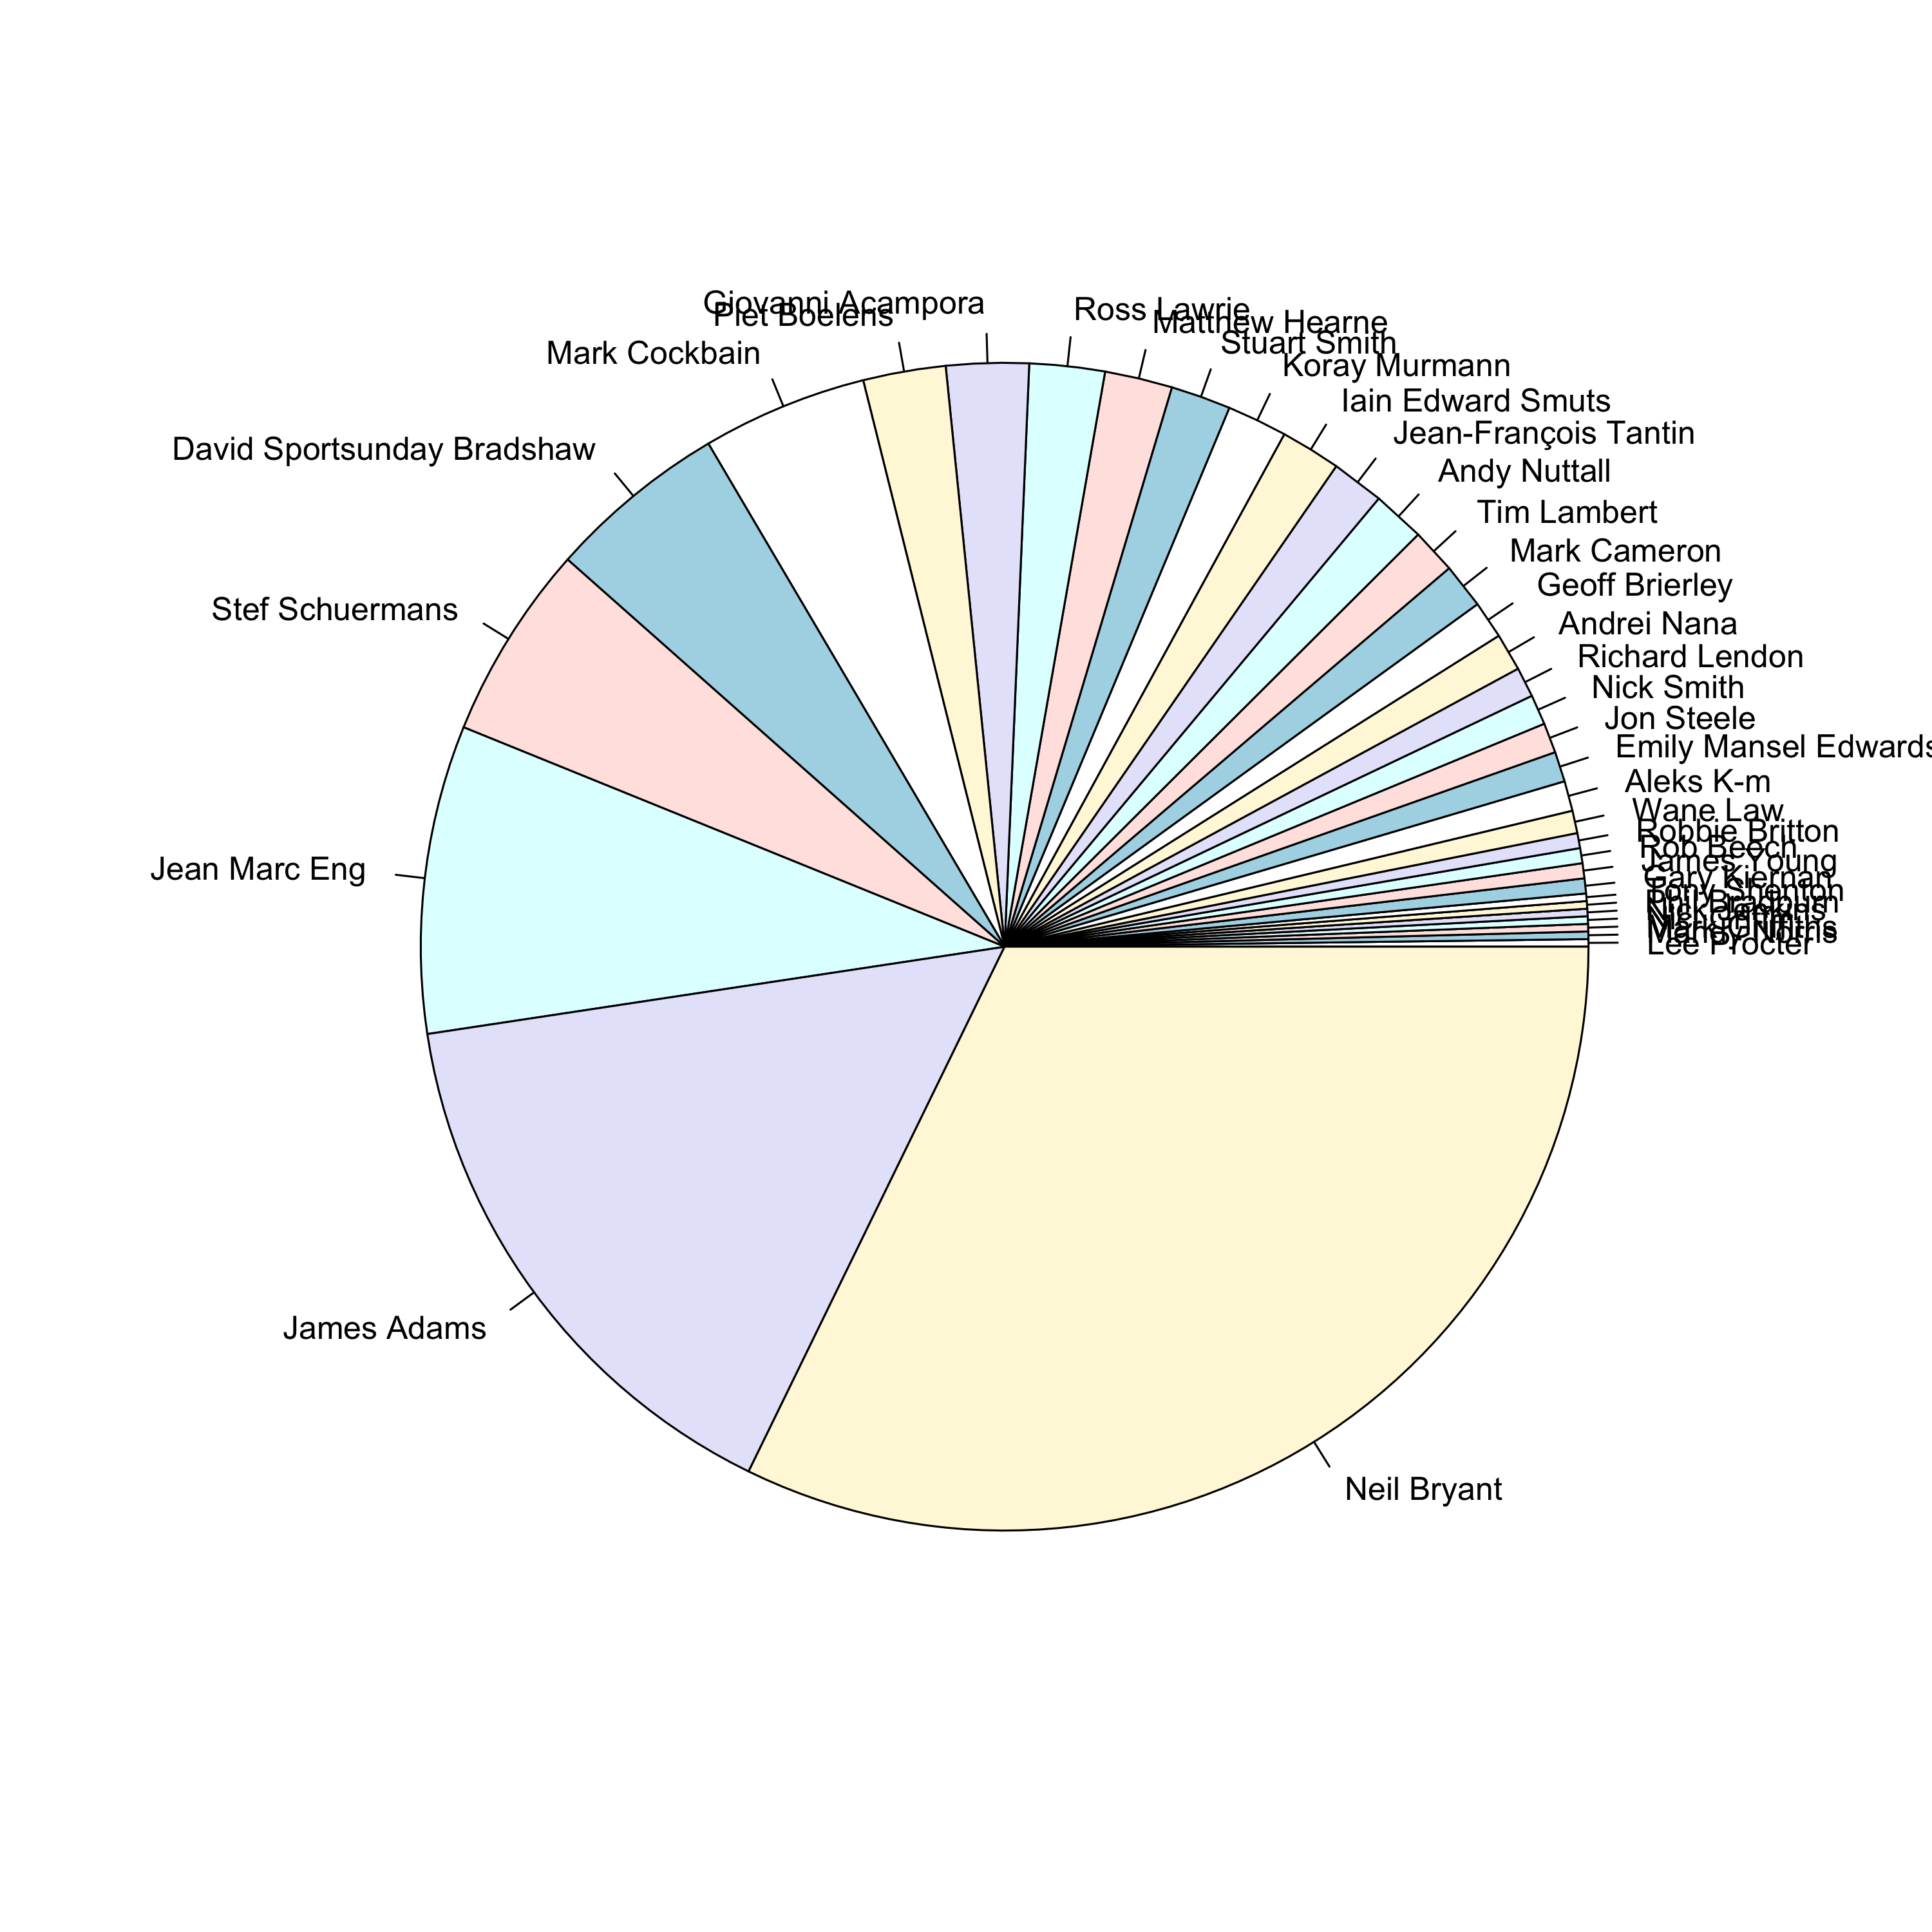 Giovanni Acampora
Piet Boelens
Ross Lawrie
Matthew Hearne
Stuart Smith
Mark Cockbain
Koray Murmann
Iain Edward Smuts
Jean-François Tantin
David Sportsunday Bradshaw
Andy Nuttall
Tim Lambert
Mark Cameron
Geoff Brierley
Stef Schuermans
Andrei Nana
Richard Lendon
Nick Smith
Jon Steele
Emily Mansel Edwards
Aleks K-m
Wane Law
Robbie Britton
Rob Beech
James Young
Jean Marc Eng
Gary Kiernan
Tony Shenton
Lee Procter
James Adams
Neil Bryant